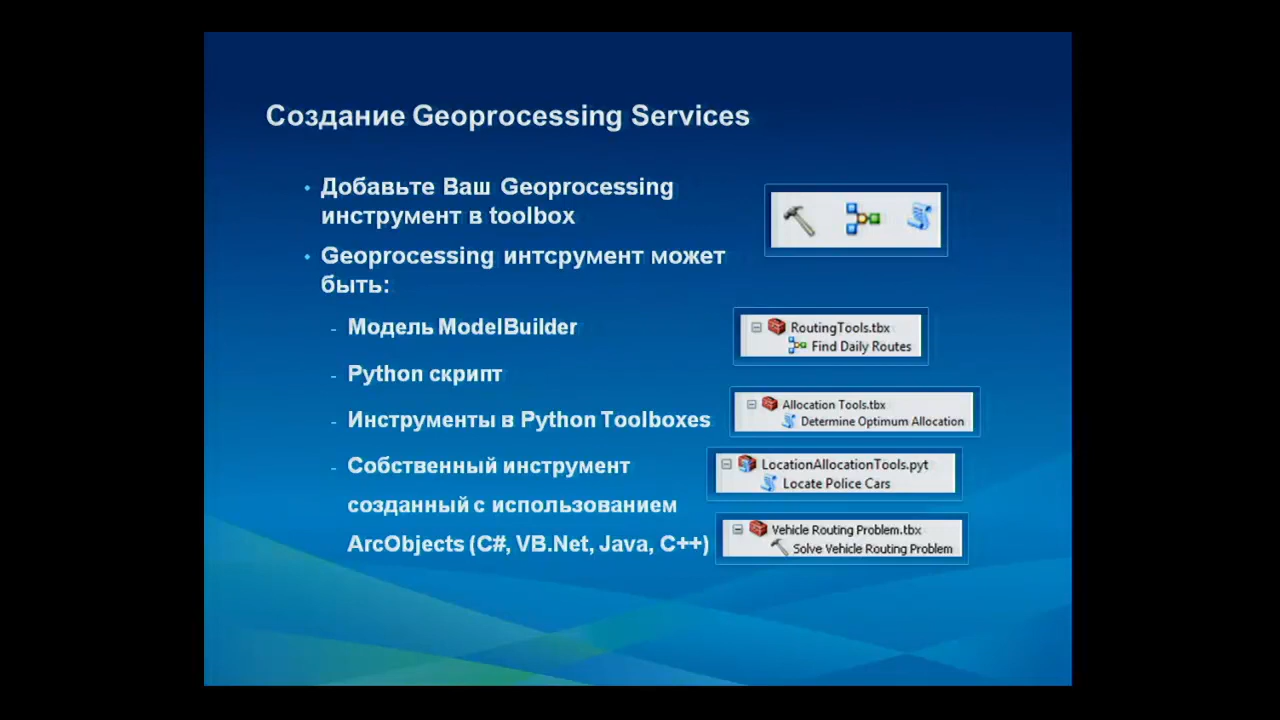 Создание Geoprocessing Services
Добавьте Ваш Geoprocessing
инструмент в toolbox
Geoprocessing интсрумент может
быть:
- Модель ModelBuilder
RoutingTools.tbx
Find Daily Routes
- Python скрипт
Allocation Tools.tbx
Determine Optimum Allocation
- Инструменты в Python Toolboxes
LocationAllocationTools.pyt
Locate Police Cars
- Собственный инструмент
созданный с использованием
ArcObjects (C#, VB.Net, Java, C++)
Vehicle Routing Problem.tbx
Solve Vehicle Routing Problem